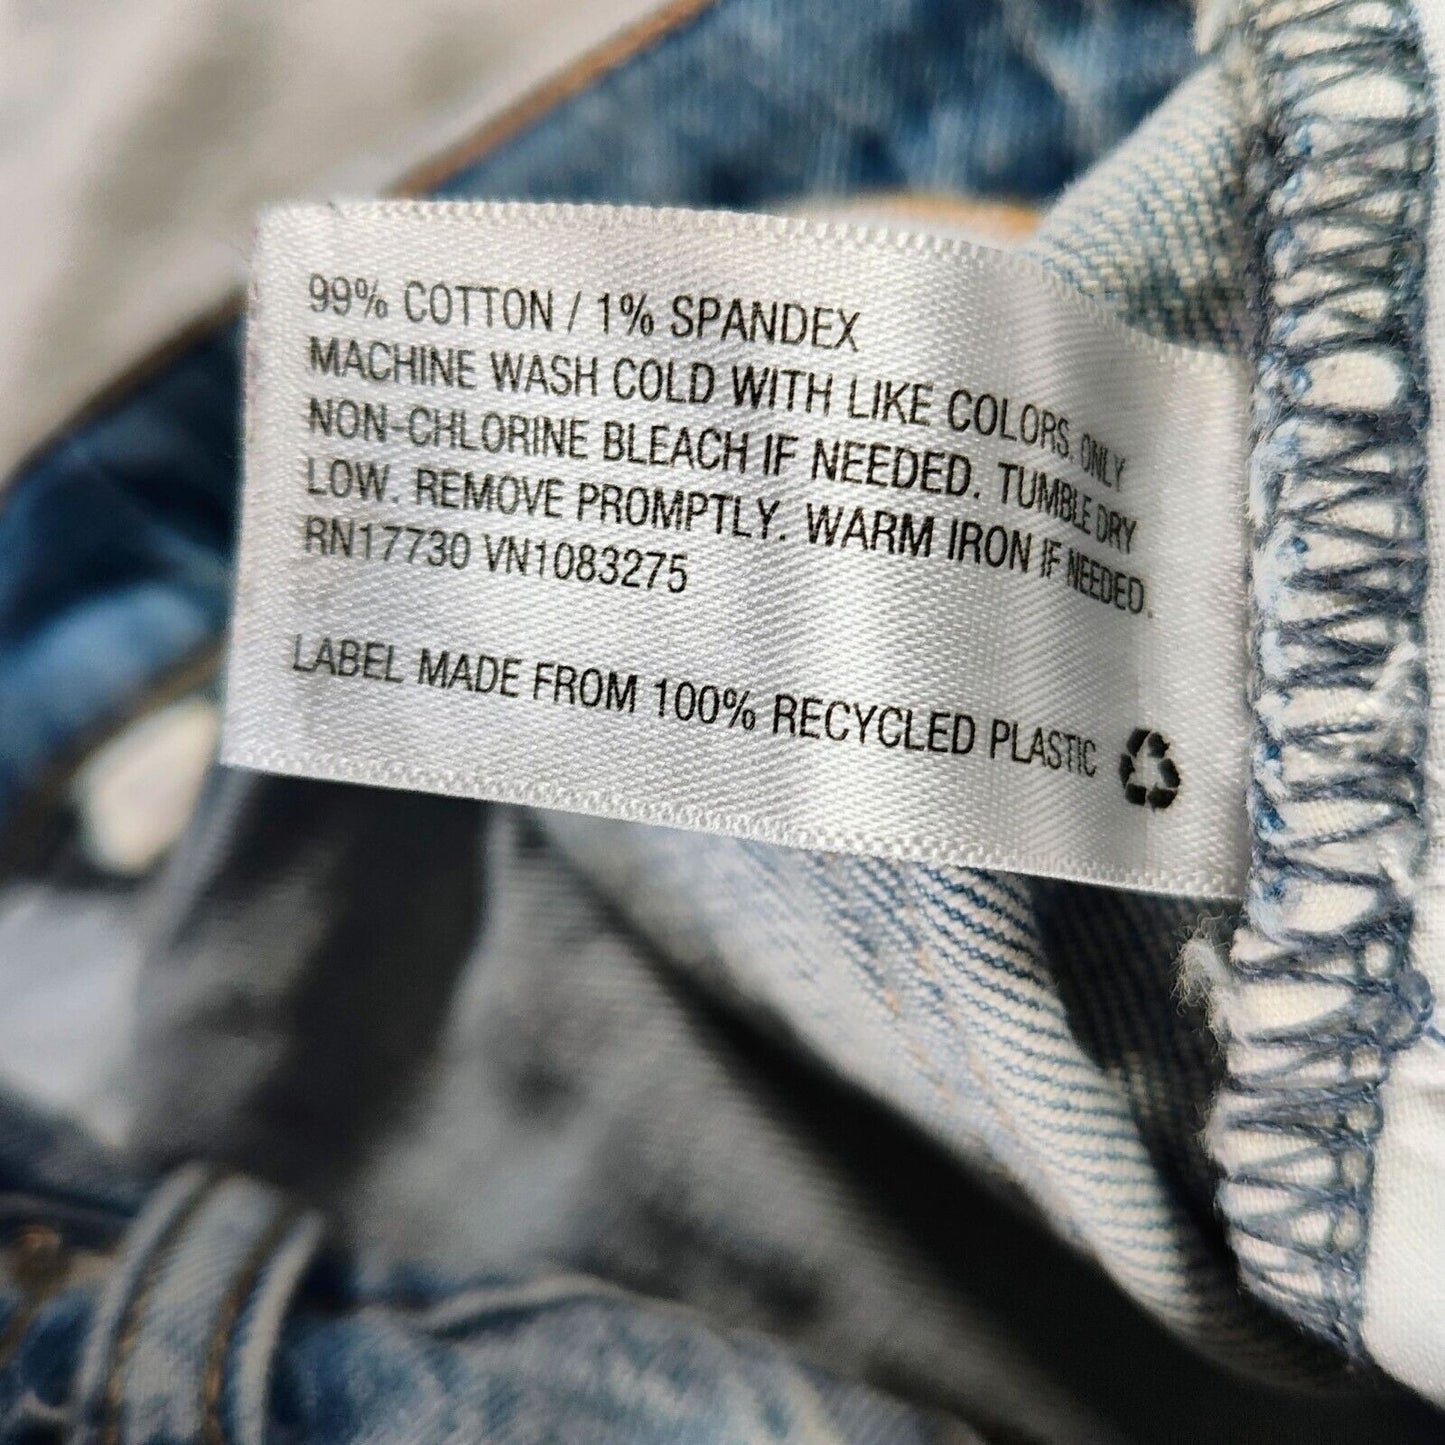 99% COTTON / 1% SPANDEX
MACHINE WASH COLD WITH LIKE COLORS. ONLY
NON-CHLORINE BLEACH IF NEEDED. TUMBLE DRY
LOW. REMOVE PROMPTLY. WARM IRON IF NEEDED.
RN17730 VN1083275
LABEL MADE FROM 100% RECYCLED PLASTIC